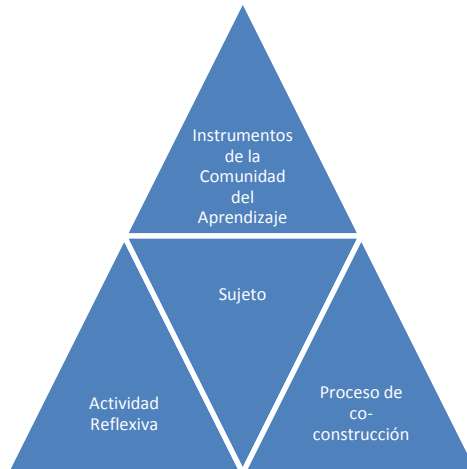 Instrumentos
de la
Comunidad
del
Aprendizaje
Sujeto
Actividad
Reflexiva
Proceso de
co-
construcción